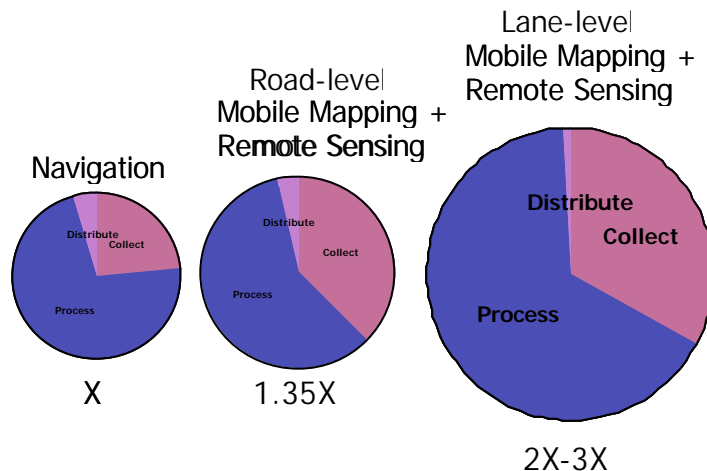 Navigation
Distribute
Collect
Process
X
Road-level
Mobile Mapping +
Remote Sensing
Distribute
Collect
Process
1.35X
Lane-level
Mobile Mapping +
Remote Sensing
Distribute
Collect
Process
2X-3X